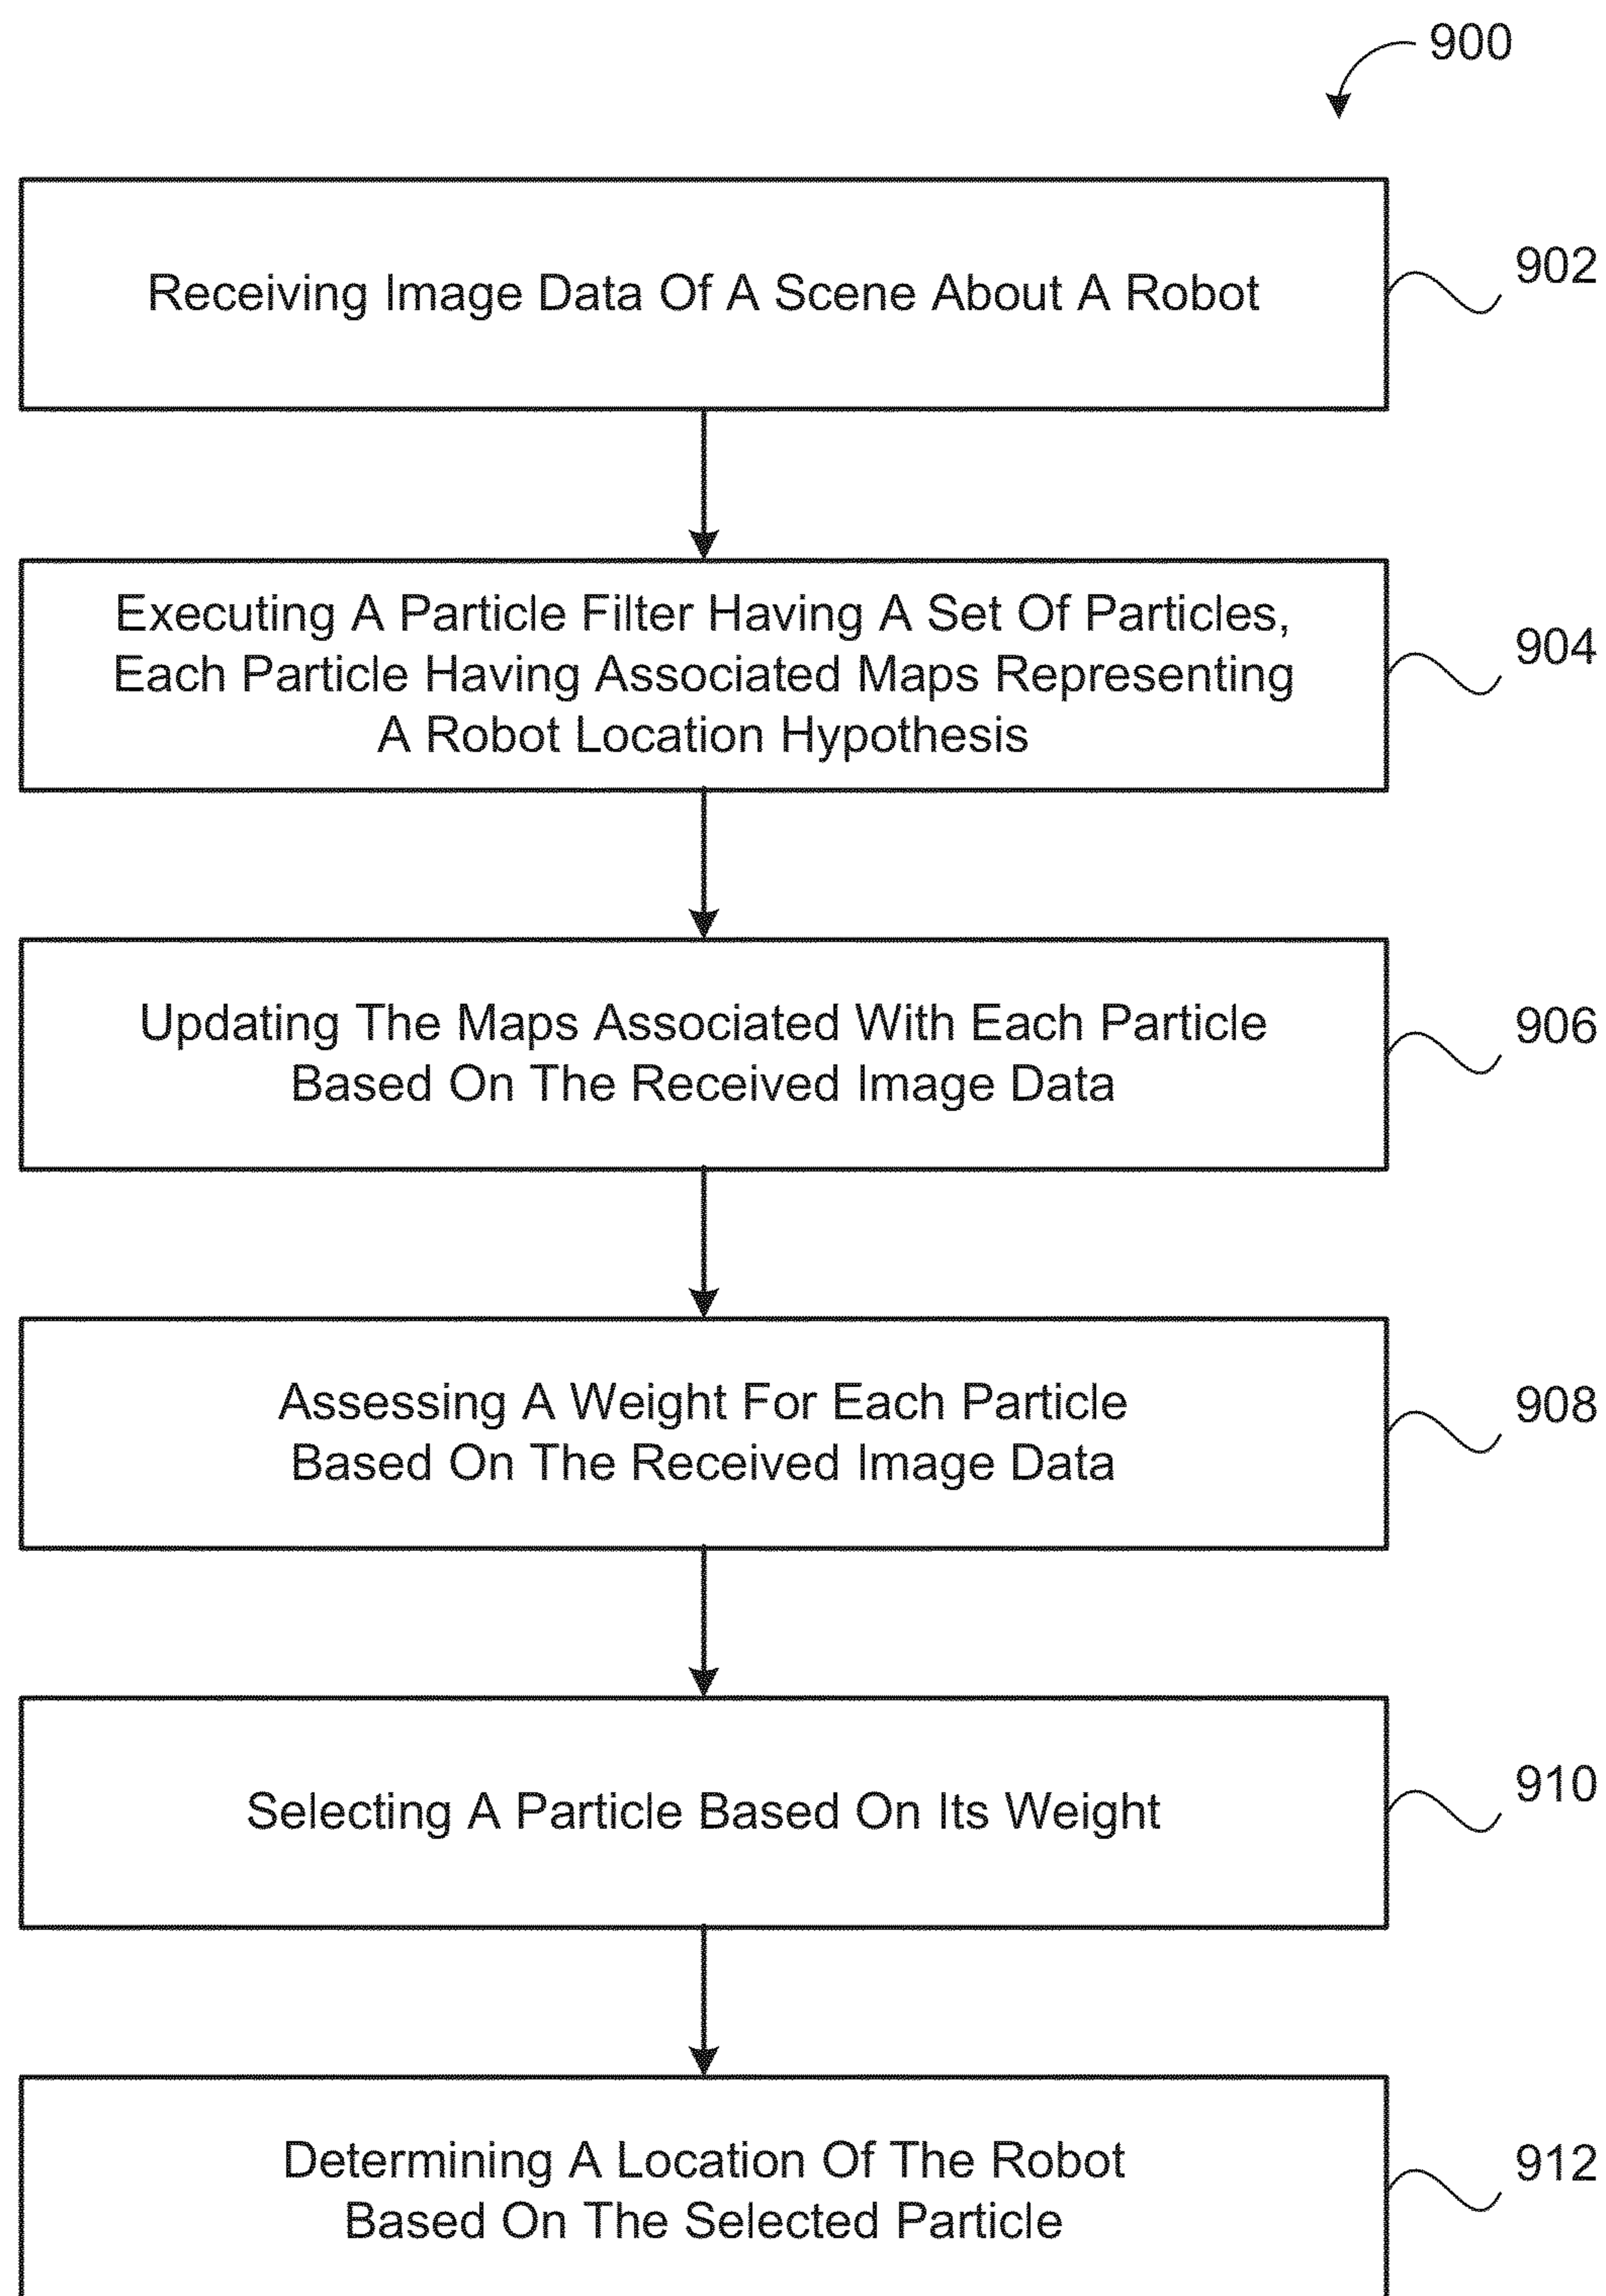 900
Receiving Image Data Of A Scene About A Robot
902
Executing A Particle Filter Having A Set Of Particles,
Each Particle Having Associated Maps Representing
A Robot Location Hypothesis
904
Updating The Maps Associated With Each Particle
Based On The Received Image Data
906
Assessing A Weight For Each Particle
Based On The Received Image Data
908
Selecting A Particle Based On Its Weight
910
Determining A Location Of The Robot
Based On The Selected Particle
912